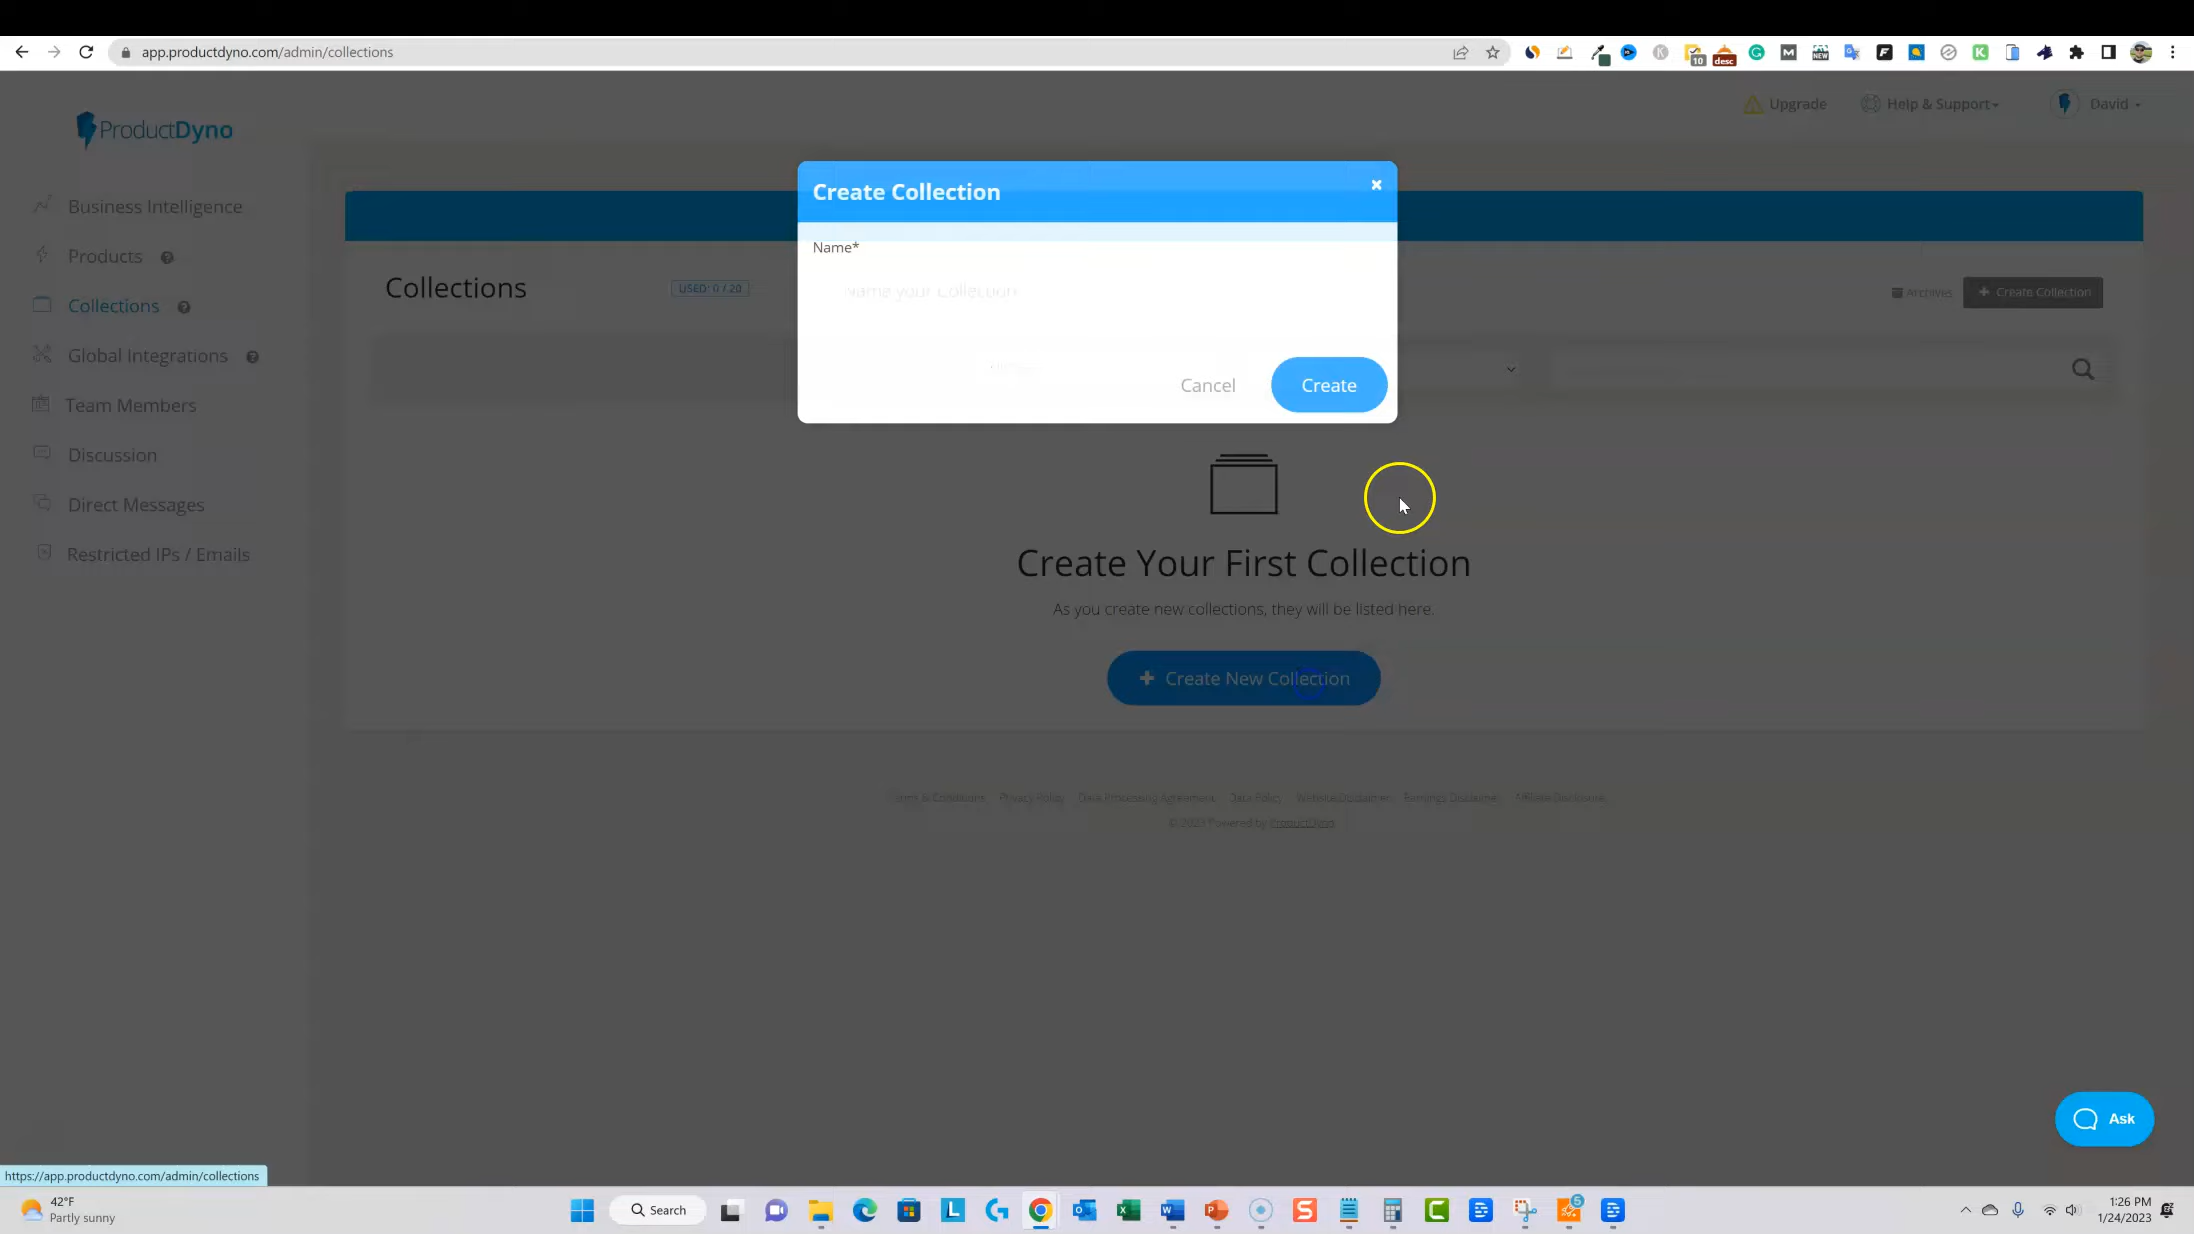 app.productdyno.com/admin/collections
10
desc
NEW
ProductDyno
Upgrade
Help & Support
David
Business Intelligence
Products
Collections
Global Integrations
Team Members
Discussion
Direct Messages
Restricted IPs / Emails
Create Collection
Name*
Name your Collection
Cancel
Create
Collections
USED: 0 / 20
Archives
Create Collection
Create Your First Collection
As you create new collections, they will be listed here.
Create New Collection
Terms & Conditions Privacy Policy Data Processing Agreement Data Policy Website Disclaimer Earnings Disclaimer Affiliate Disclosure
© 2023 Powered by ProductDyno
Ask
https://app.productdyno.com/admin/collections
42°F
Partly sunny
Search
5
1:26 PM
1/24/2023